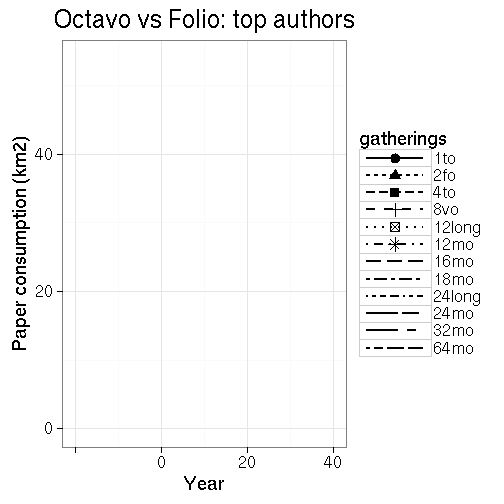 Octavo vs Folio: top authors
Paper consumption (km2)
40
20
0
0
20
40
Year
gatherings
1to
2fo
4to
8vo
12long
12mo
16mo
18mo
24long
24mo
32mo
64mo